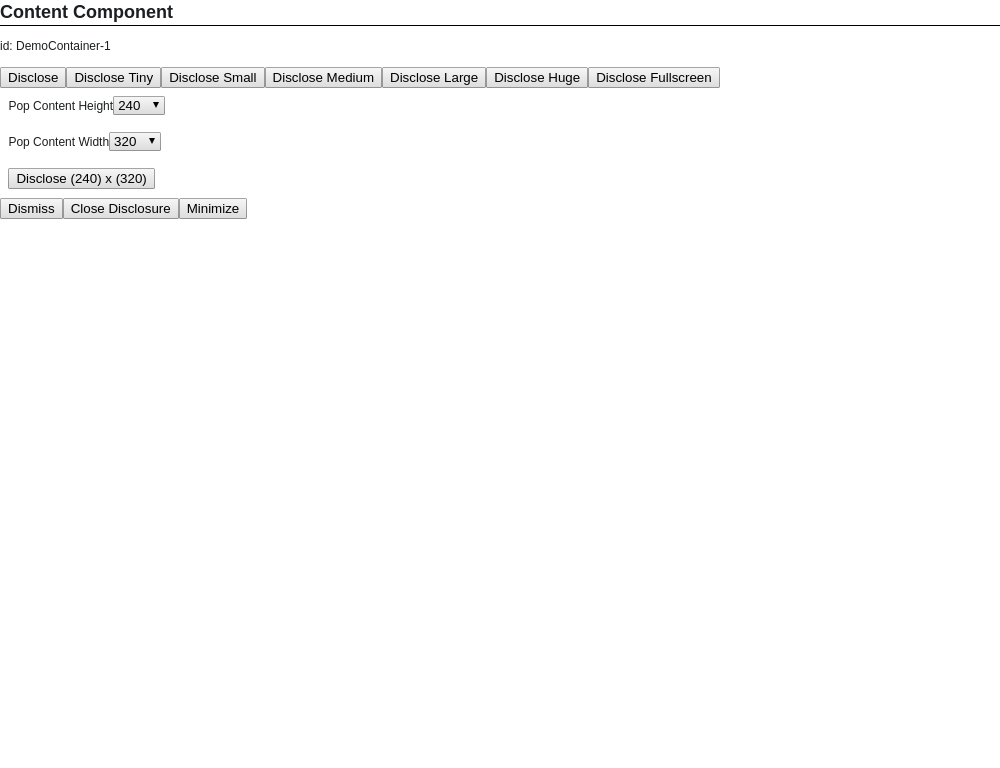 Content Component
id: DemoContainer-1
Disclose Disclose Tiny Disclose Small Disclose Medium Disclose Large Disclose Huge Disclose Fullscreen
Pop Content Height 240
Pop Content Width 320
Disclose (240) x (320)
Dismiss Close Disclosure Minimize